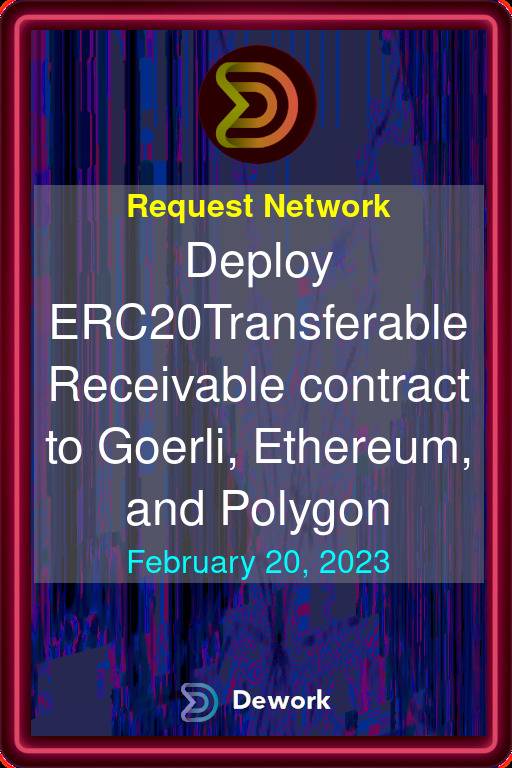 Request Network
Deploy
ERC20Transferable
Receivable contract
to Goerli, Ethereum,
and Polygon
February 20, 2023
Dework